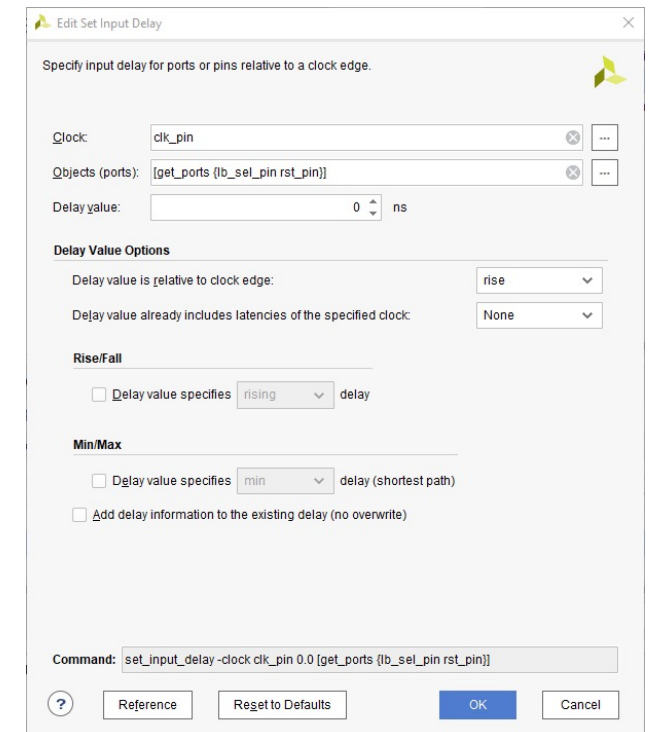 Edit Set Input Delay
Specify input delay for ports or pins relative to a clock edge.
Clock: clk_pin ...
Objects (ports): [get_ports {lb_sel_pin rst_pin}] ...
Delay value: 0 ns
Delay Value Options
Delay value is relative to clock edge: rise
Delay value already includes latencies of the specified clock: None
Rise/Fall
Delay value specifies rising delay
Min/Max
Delay value specifies min delay (shortest path)
Add delay information to the existing delay (no overwrite)
Command: set_input_delay -clock clk_pin 0.0 [get_ports {lb_sel_pin rst_pin}]
? Reference Reset to Defaults OK Cancel